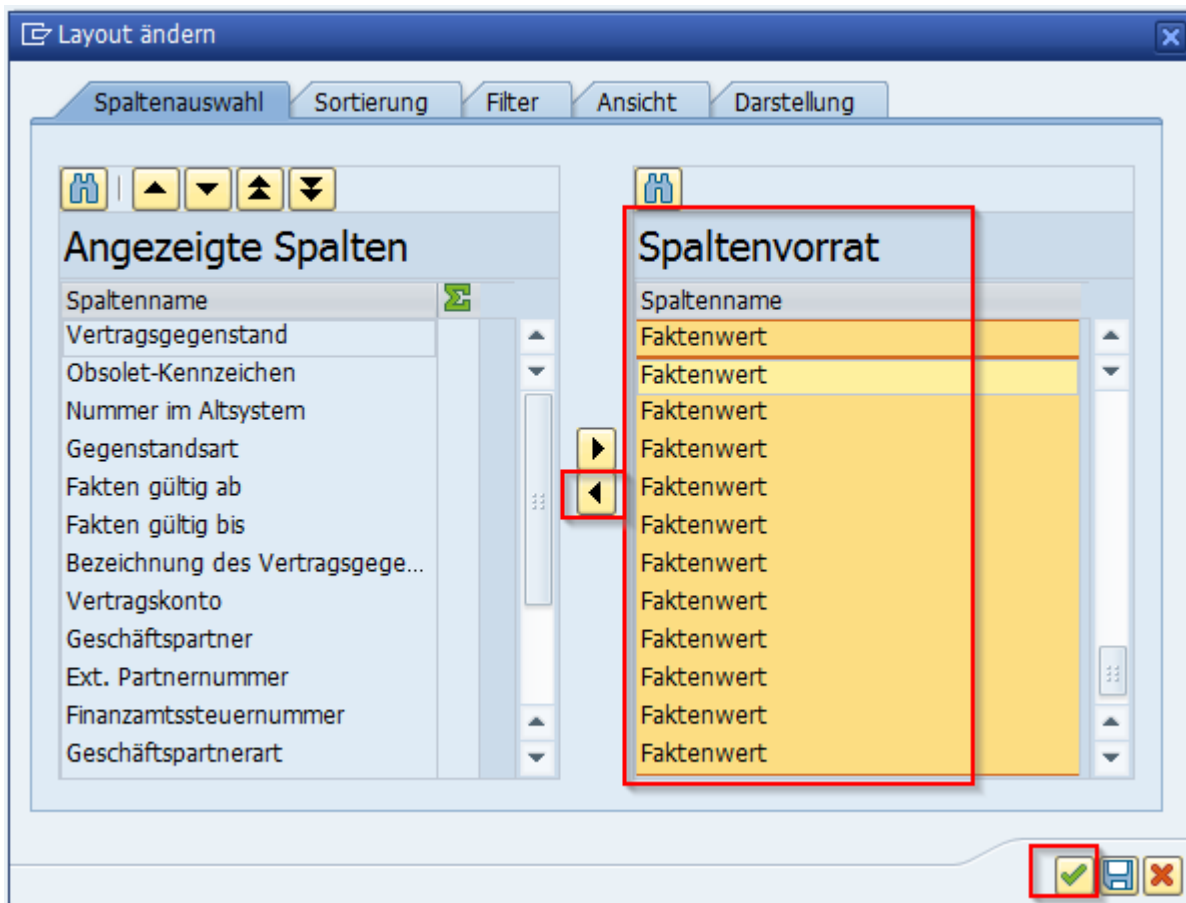 Layout ändern
Spaltenauswahl Sortierung Filter Ansicht Darstellung
Angezeigte Spalten
Spaltenname
Vertragsgegenstand
Obsolet-Kennzeichen
Nummer im Altsystem
Gegenstandsart
Fakten gültig ab
Fakten gültig bis
Bezeichnung des Vertragsgege...
Vertragskonto
Geschäftspartner
Ext. Partnernummer
Finanzamtssteuernummer
Geschäftspartnerart
Spaltenvorrat
Spaltenname
Faktenwert
Faktenwert
Faktenwert
Faktenwert
Faktenwert
Faktenwert
Faktenwert
Faktenwert
Faktenwert
Faktenwert
Faktenwert
Faktenwert